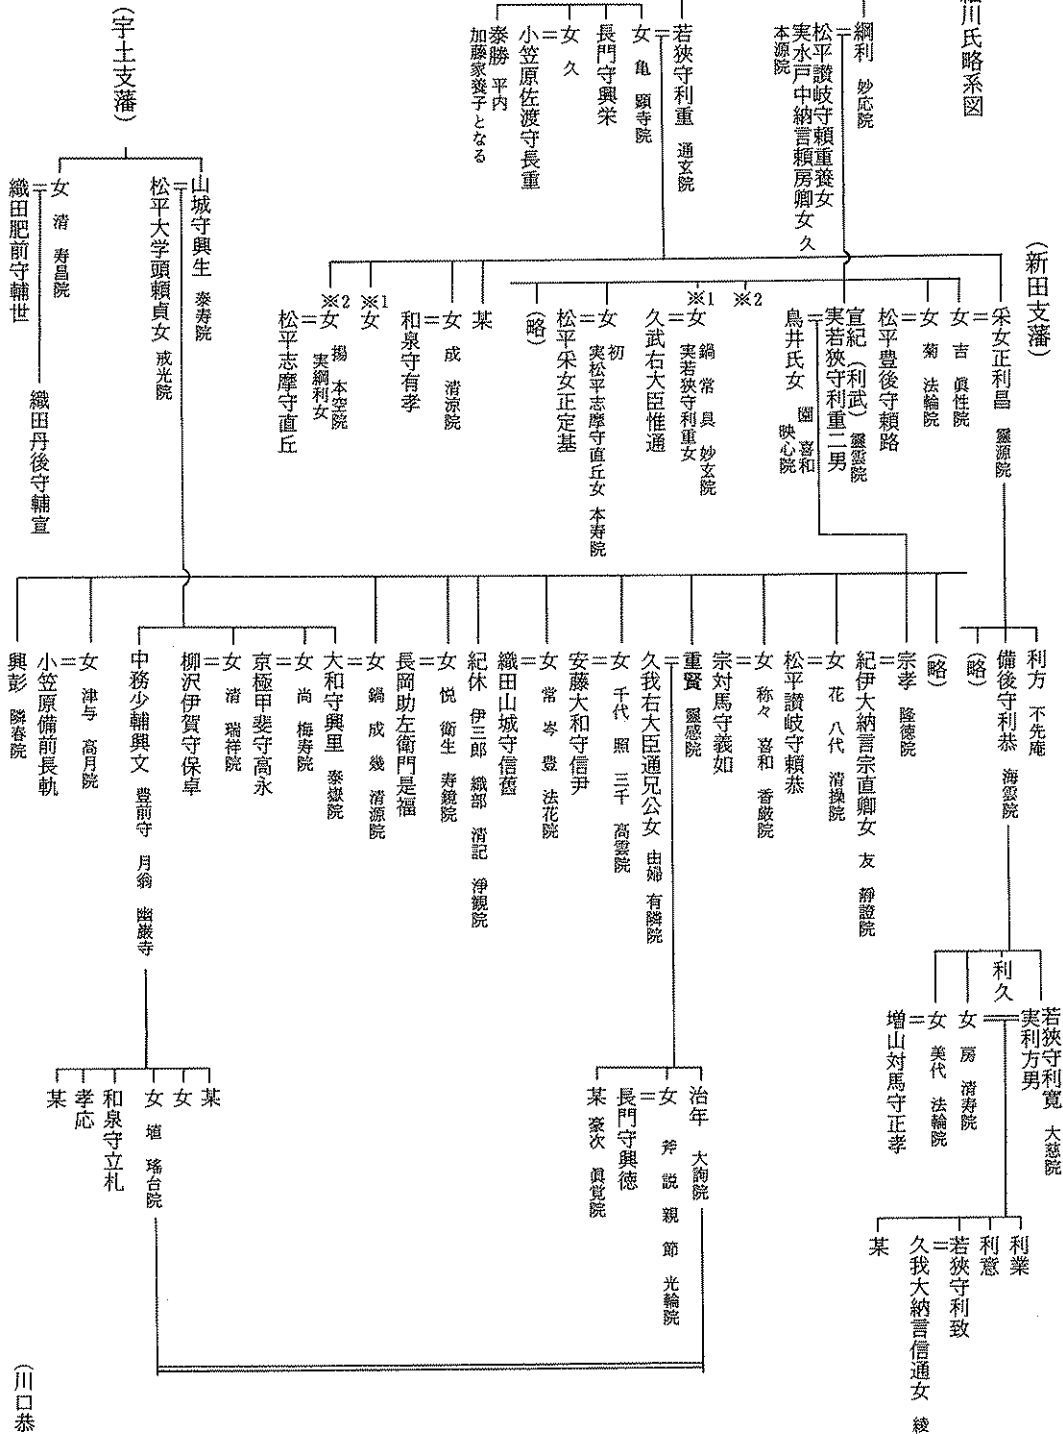 細川氏略系図
綱利 妙応院
松平讃岐守頼重養女
実水戸中納言頼房卿女 久
本源院
若狭守利重 通玄院
女 亀 顕寺院
長門守興栄
女 久
小笠原佐渡守長重
泰勝 平内
加藤家養子となる
(新田支藩)
采女正利昌 靈源院
女 吉 眞性院
女 菊 法輪院
松平豊後守頼路
宣紀(利武) 靈雲院
実若狭守利重二男
鳥井氏女 園 喜和
映心院
※2
※1
女 鍋 常 具 妙玄院
実若狭守利重女
久武右大臣惟通
女 初
実松平志摩守直丘女 本寿院
松平采女正定基
(略)
某
女 成 清涼院
和泉守有孝
※1
女
※2
女 揚 本空院
実綱利女
松平志摩守直丘
(宇土支藩)
山城守興生 泰寿院
松平大学頭頼貞女 戒光院
女 清 寿昌院
織田肥前守輔世
織田丹後守輔宣
利方 不先庵
備後守利恭 海雲院
(略)
(略)
宗孝 隆徳院
紀伊大納言宗直卿女 友 靜證院
女 花 八代 清操院
松平讃岐守頼恭
女 称々 喜和 香厳院
宗対馬守義如
重賢 靈感院
久我右大臣通兄公女 由婦 有隣院
女 千代 照 三千 高雲院
安藤大和守信尹
女 常 岑 豊 法花院
織田山城守信舊
紀休 伊三郎 織部 清記 淨観院
女 悦 衛生 寿鏡院
長岡助左衛門是福
女 鍋 成 幾 清源院
大和守興里 泰嶽院
女 尚 梅寿院
京極甲斐守高永
女 清 瑞祥院
柳沢伊賀守保卓
中務少輔興文 豊前守 月翁 幽巌寺
女 津与 高月院
小笠原備前長軌
興彭 隣春院
若狭守利寛 大慈院
実利方男
利久
女 房 清寿院
女 美代 法輪院
増山対馬守正孝
治年 大詢院
女 斧 説 親 節 光輪院
長門守興徳
某 豪次 眞覚院
某
女
女 埴 瑤台院
和泉守立札
孝応
某
利業
利意
若狭守利致
久我大納言信通女 綾
某
(川口恭